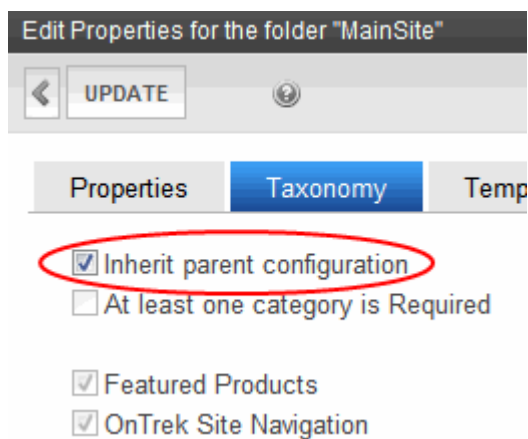 Edit Properties for the folder "MainSite"
UPDATE
Properties Taxonomy Temp
Inherit parent configuration
At least one category is Required
Featured Products
OnTrek Site Navigation